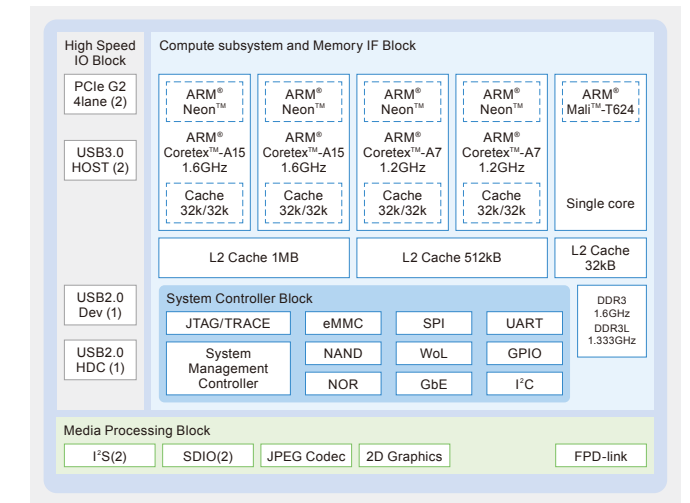 High Speed
IO Block
PCIe G2
4lane (2)
USB3.0
HOST (2)
USB2.0
Dev (1)
USB2.0
HDC (1)
Compute subsystem and Memory IF Block
ARM®
Neon™
ARM®
Coretex™-A15
1.6GHz
Cache
32k/32k
ARM®
Neon™
ARM®
Coretex™-A15
1.6GHz
Cache
32k/32k
ARM®
Neon™
ARM®
Coretex™-A7
1.2GHz
Cache
32k/32k
ARM®
Neon™
ARM®
Coretex™-A7
1.2GHz
Cache
32k/32k
ARM®
Mali™-T624
Single core
L2 Cache 1MB
L2 Cache 512kB
L2 Cache
32kB
System Controller Block
JTAG/TRACE
eMMC
SPI
UART
System
Management
Controller
NAND
WoL
GPIO
NOR
GbE
I²C
DDR3
1.6GHz
DDR3L
1.333GHz
Media Processing Block
I²S(2)
SDIO(2)
JPEG Codec
2D Graphics
FPD-link